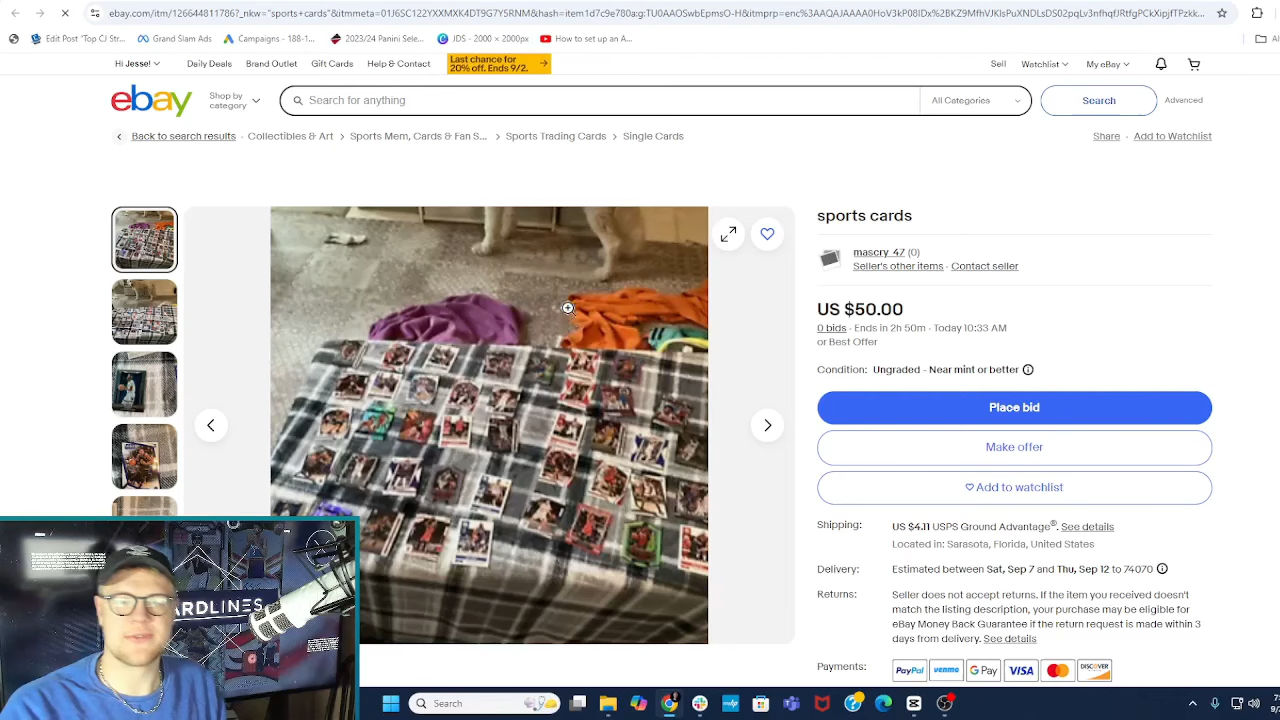 ebay.com/itm/126644811786?_nkw="sports+cards"&itmmeta=01J6SC122YXXMXK4DT9G7Y5RNM&hash=item1d7c9e780a:g:TU0AAOSwbEpmsO-H&itmprp=enc%3AAQAJAAAA0HoV3kP08IDx%2BKZ9MfhVJKIsPuXNDLsDS02pqLv3nfhqfJRtfgPCkXipjfTPzkk...
Edit Post "Top CJ Str...
Grand Slam Ads
Campaigns - 188-1...
2023/24 Panini Selec...
JDS - 2000 × 2000px
How to set up an A...
Hi Jesse!
Daily Deals
Brand Outlet
Gift Cards
Help & Contact
Last chance for
20% off. Ends 9/2.
Sell
Watchlist
My eBay
ebay
Shop by
category
Search for anything
All Categories
Search
Advanced
Back to search results
Collectibles & Art
Sports Mem, Cards & Fan S...
Sports Trading Cards
Single Cards
Share
Add to Watchlist
sports cards
mascry_47 (0)
Seller's other items · Contact seller
US $50.00
0 bids · Ends in 2h 50m · Today 10:33 AM
or Best Offer
Condition: Ungraded - Near mint or better
Place bid
Make offer
Add to watchlist
Shipping: US $4.11 USPS Ground Advantage®. See details
Located in: Sarasota, Florida, United States
Delivery: Estimated between Sat, Sep 7 and Thu, Sep 12 to 74070
Returns: Seller does not accept returns. If the item you received doesn't
match the listing description, your purchase may be eligible for
eBay Money Back Guarantee if the return request is made within 3
days from delivery. See details
Payments: PayPal venmo G Pay VISA MasterCard DISCOVER
ARDLINES
Search